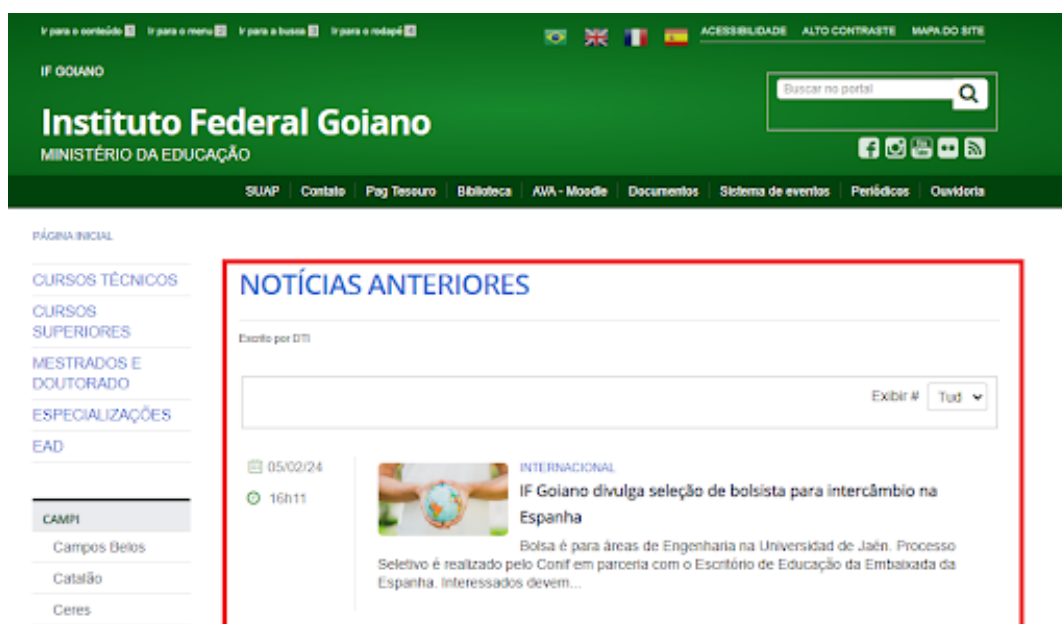 Ir para o conteúdo 1 Ir para o menu 2 Ir para a busca 3 Ir para o rodapé 4
ACESSIBILIDADE ALTO CONTRASTE MAPA DO SITE
IF GOIANO
Buscar no portal
Instituto Federal Goiano
MINISTÉRIO DA EDUCAÇÃO
SUAP Contato Pag Tesouro Biblioteca AVA - Moodle Documentos Sistema de eventos Periódicos Ouvidoria
PÁGINA INICIAL
CURSOS TÉCNICOS
CURSOS
SUPERIORES
MESTRADOS E
DOUTORADO
ESPECIALIZAÇÕES
EAD
CAMPI
Campos Belos
Catalão
Ceres
NOTÍCIAS ANTERIORES
Escrito por DTI
Exibir # Tud
05/02/24
16h11
INTERNACIONAL
IF Goiano divulga seleção de bolsista para intercâmbio na
Espanha
Bolsa é para áreas de Engenharia na Universidad de Jaén. Processo
Seletivo é realizado pelo Conif em parceria com o Escritório de Educação da Embaixada da
Espanha. Interessados devem...